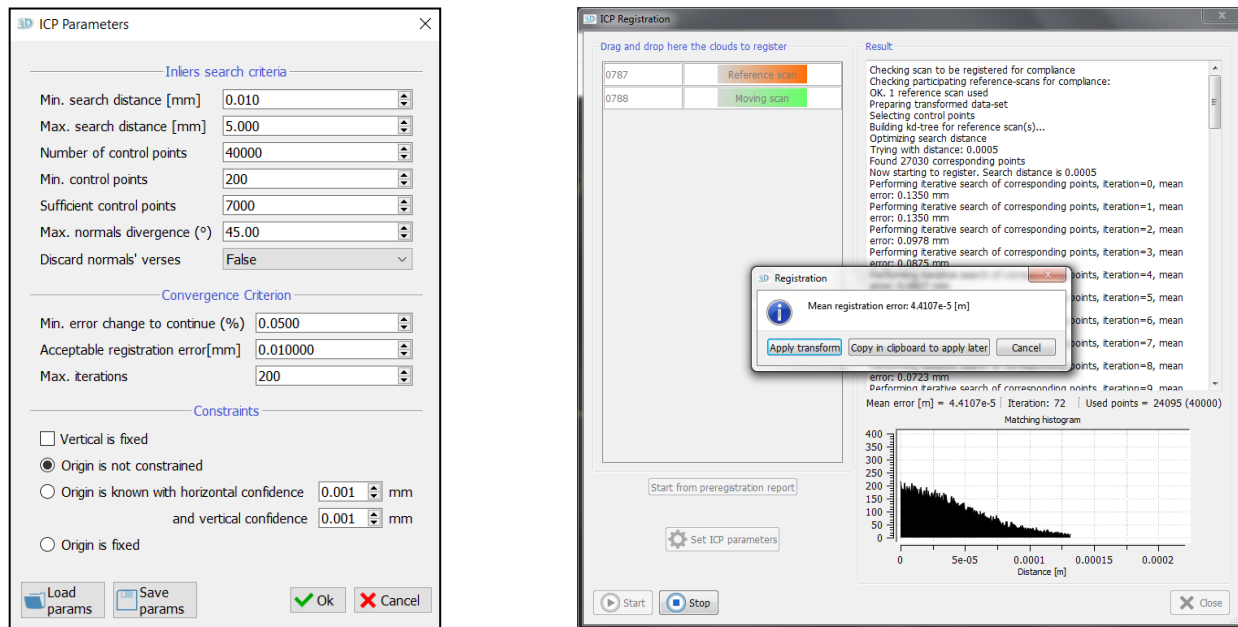 3D ICP Parameters
Inliers search criteria
Min. search distance [mm] 0.010
Max. search distance [mm] 5.000
Number of control points 40000
Min. control points 200
Sufficient control points 7000
Max. normals divergence (º) 45.00
Discard normals' verses False
Convergence Criterion
Min. error change to continue (%) 0.0500
Acceptable registration error[mm] 0.010000
Max. iterations 200
Constraints
Vertical is fixed
Origin is not constrained
Origin is known with horizontal confidence 0.001 mm
and vertical confidence 0.001 mm
Origin is fixed
Load params
Save params
Ok
Cancel
3D ICP Registration
Drag and drop here the clouds to register
0787 Reference scan
0788 Moving scan
Start from preregistration report
Set ICP parameters
Start
Stop
Result
Checking scan to be registered for compliance
Checking participating reference-scans for compliance:
OK. 1 reference scan used
Preparing transformed data-set
Selecting control points
Building kd-tree for reference scan(s)...
Optimizing search distance
Trying with distance: 0.0005
Found 27030 corresponding points
Now starting to register. Search distance is 0.0005
Performing iterative search of corresponding points, iteration=0, mean
error: 0.1350 mm
Performing iterative search of corresponding points, iteration=1, mean
error: 0.1350 mm
Performing iterative search of corresponding points, iteration=2, mean
error: 0.0978 mm
Performing iterative search of corresponding points, iteration=3, mean
error: 0.0875 mm
points, iteration=4, mean
points, iteration=5, mean
points, iteration=6, mean
points, iteration=7, mean
points, iteration=8, mean
error: 0.0723 mm
Performing iterative search of corresponding points, iteration=9, mean
3D Registration
Mean registration error: 4.4107e-5 [m]
Apply transform
Copy in clipboard to apply later
Cancel
Mean error [m] = 4.4107e-5 Iteration: 72 Used points = 24095 (40000)
Matching histogram
400
350
300
250
200
150
100
50
0
0 5e-05 0.0001 0.00015 0.0002
Distance [m]
Close